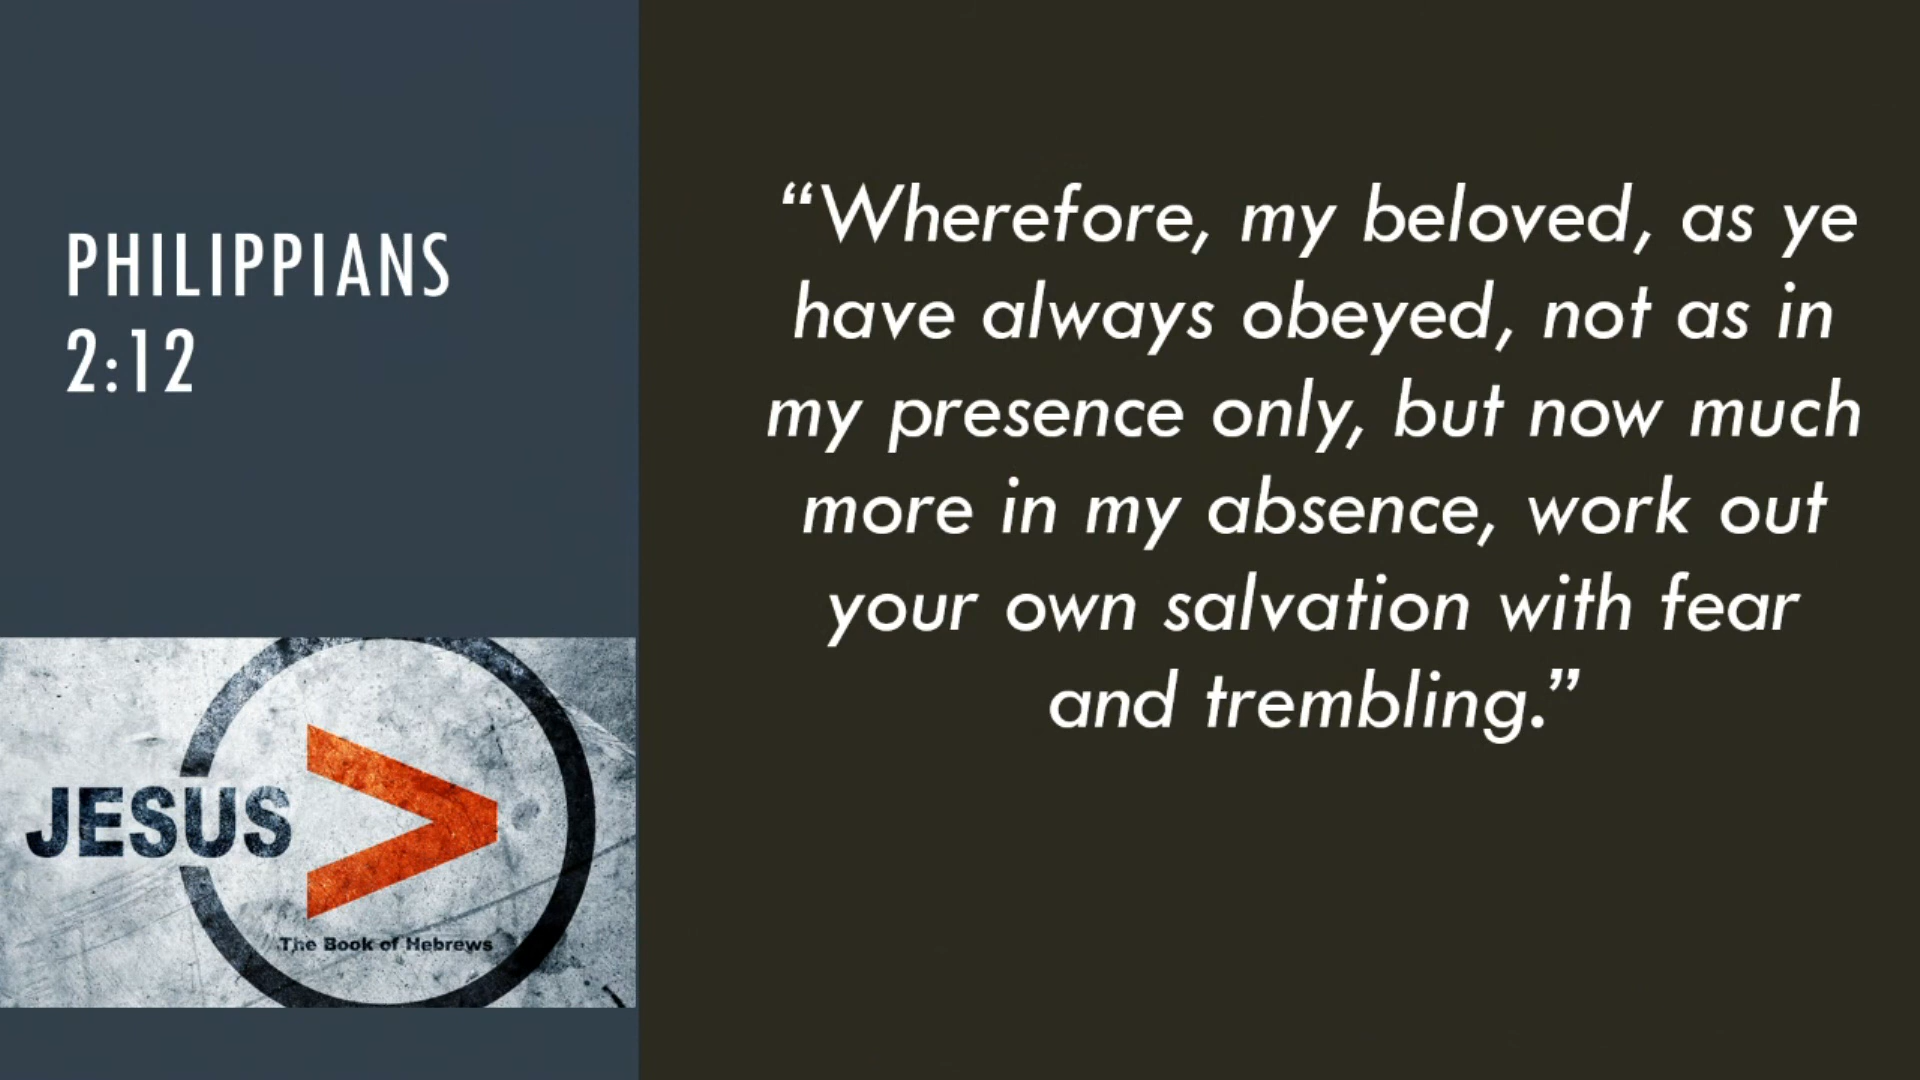 PHILIPPIANS
2:12
“Wherefore, my beloved, as ye
have always obeyed, not as in
my presence only, but now much
more in my absence, work out
your own salvation with fear
and trembling.”
JESUS >
The Book of Hebrews